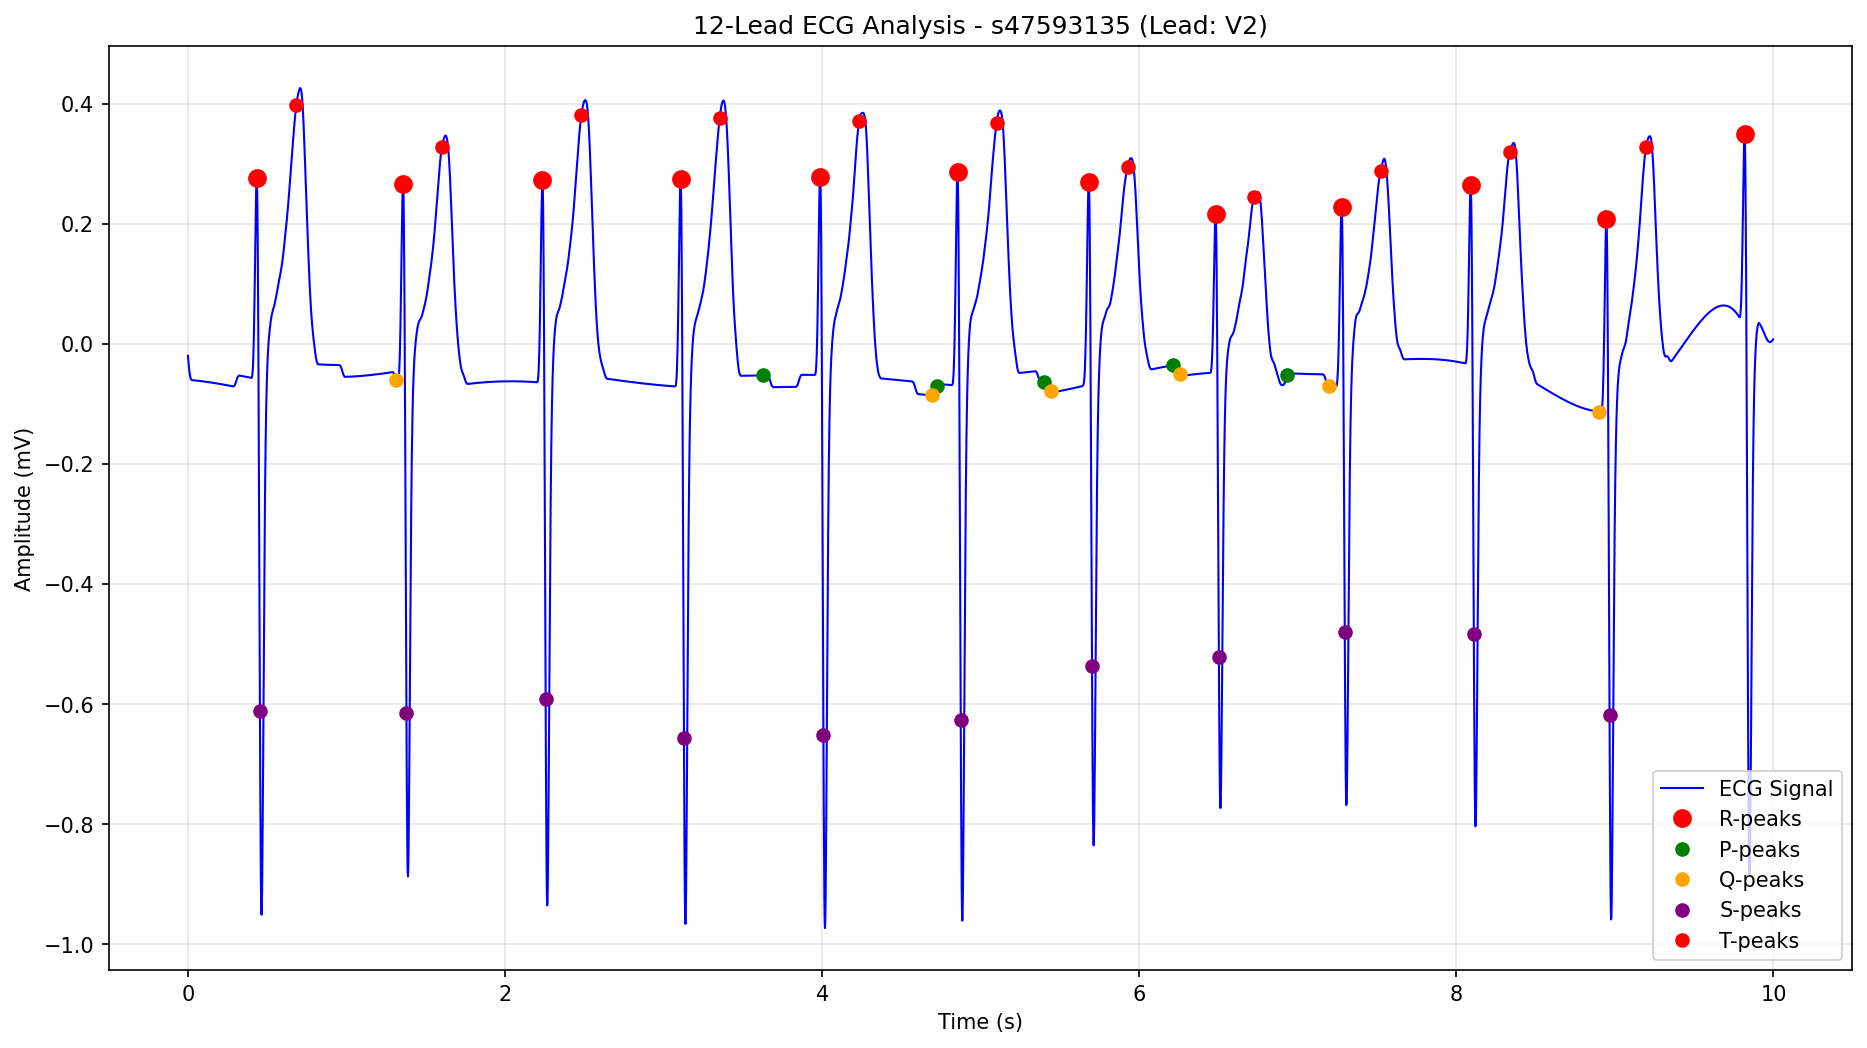 12-Lead ECG Analysis - s47593135 (Lead: V2)
0.4
0.2
0.0
−0.2
−0.4
−0.6
−0.8
−1.0
Amplitude (mV)
0 2 4 6 8 10
Time (s)
ECG Signal
R-peaks
P-peaks
Q-peaks
S-peaks
T-peaks